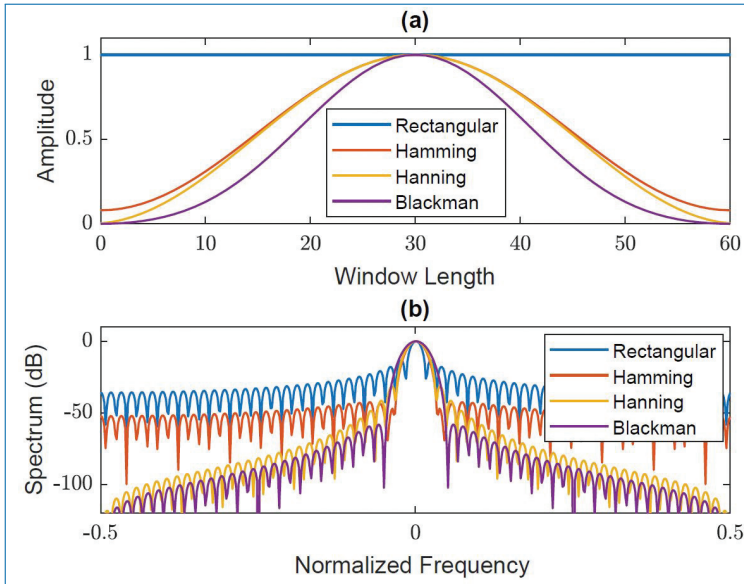 (a)
1
0.5
0
Amplitude
Rectangular
Hamming
Hanning
Blackman
0 10 20 30 40 50 60
Window Length
(b)
0
-50
-100
Spectrum (dB)
Rectangular
Hamming
Hanning
Blackman
-0.5 0 0.5
Normalized Frequency